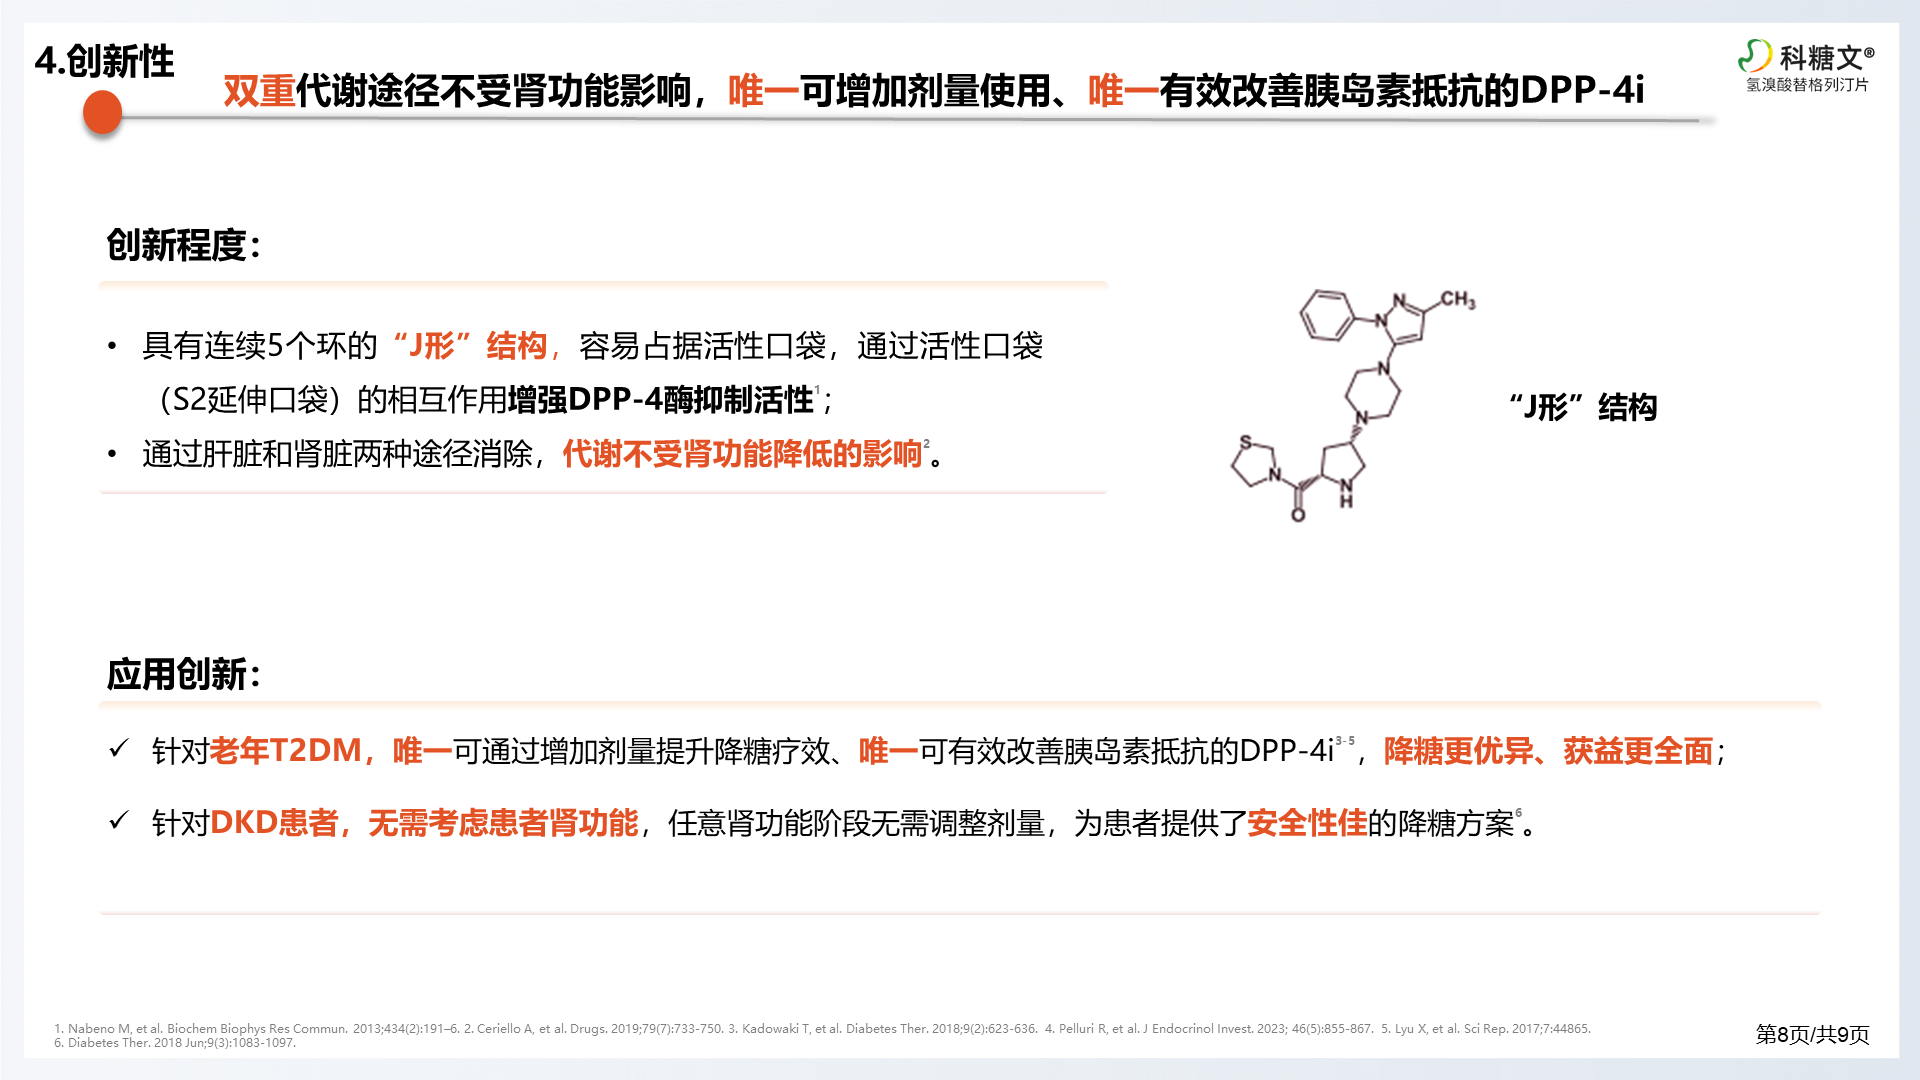 4.创新性
双重代谢途径不受肾功能影响，唯一可增加剂量使用、唯一有效改善胰岛素抵抗的DPP-4i
科糖文®
氢溴酸替格列汀片
创新程度：
• 具有连续5个环的“J形”结构，容易占据活性口袋，通过活性口袋
（S2延伸口袋）的相互作用增强DPP-4酶抑制活性1；
• 通过肝脏和肾脏两种途径消除，代谢不受肾功能降低的影响2。
N
CH3
N
N
N
S
N
N
H
O
“J形”结构
应用创新：
✓ 针对老年T2DM，唯一可通过增加剂量提升降糖疗效、唯一可有效改善胰岛素抵抗的DPP-4i3-5，降糖更优异、获益更全面；
✓ 针对DKD患者，无需考虑患者肾功能，任意肾功能阶段无需调整剂量，为患者提供了安全性佳的降糖方案6。
1. Nabeno M, et al. Biochem Biophys Res Commun. 2013;434(2):191–6. 2. Ceriello A, et al. Drugs. 2019;79(7):733-750. 3. Kadowaki T, et al. Diabetes Ther. 2018;9(2):623-636. 4. Pelluri R, et al. J Endocrinol Invest. 2023; 46(5):855-867. 5. Lyu X, et al. Sci Rep. 2017;7:44865.
6. Diabetes Ther. 2018 Jun;9(3):1083-1097.
第8页/共9页